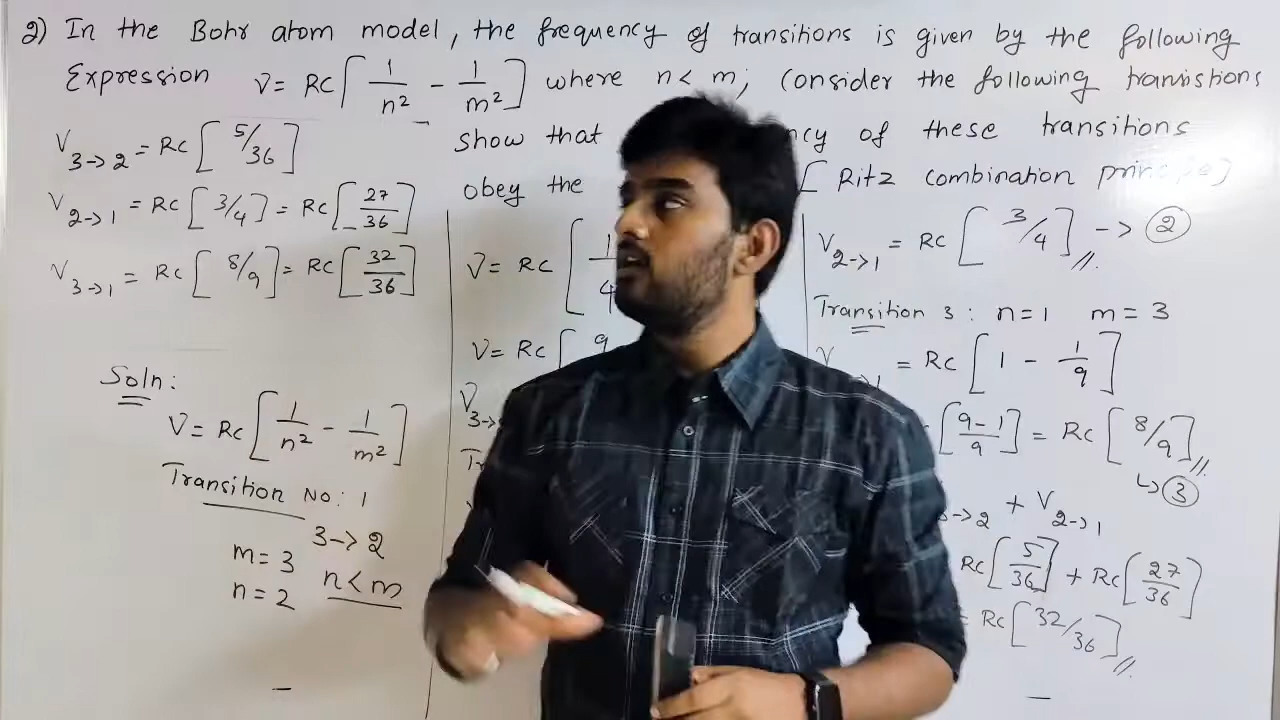 2) In the Bohr atom model, the frequency of transitions is given by the following
Expression ν = Rc [ 1/n² - 1/m² ] where n < m; Consider the following
show that of these transitions
obey the [ Ritz combination
ν3→2 = Rc [ 5/36 ]
ν2→1 = Rc [ 3/4 ] = Rc [ 27/36 ]
ν3→1 = Rc [ 8/9 ] = Rc [ 32/36 ]
Soln:
ν = Rc [ 1/n² - 1/m² ]
Transition No: 1
3→2
m = 3
n = 2 n < m
ν = Rc [ 1/4
ν = Rc [ 9
ν3→
ν2→1 = Rc [ 3/4 ] // → ②
Transition 3 : n = 1 m = 3
= Rc [ 1 - 1/9 ]
[ 9-1/9 ] = Rc [ 8/9 ] //
↳ ③
→2 + ν2→1
Rc [ 5/36 ] + Rc [ 27/36 ]
= Rc [ 32/36 ] //